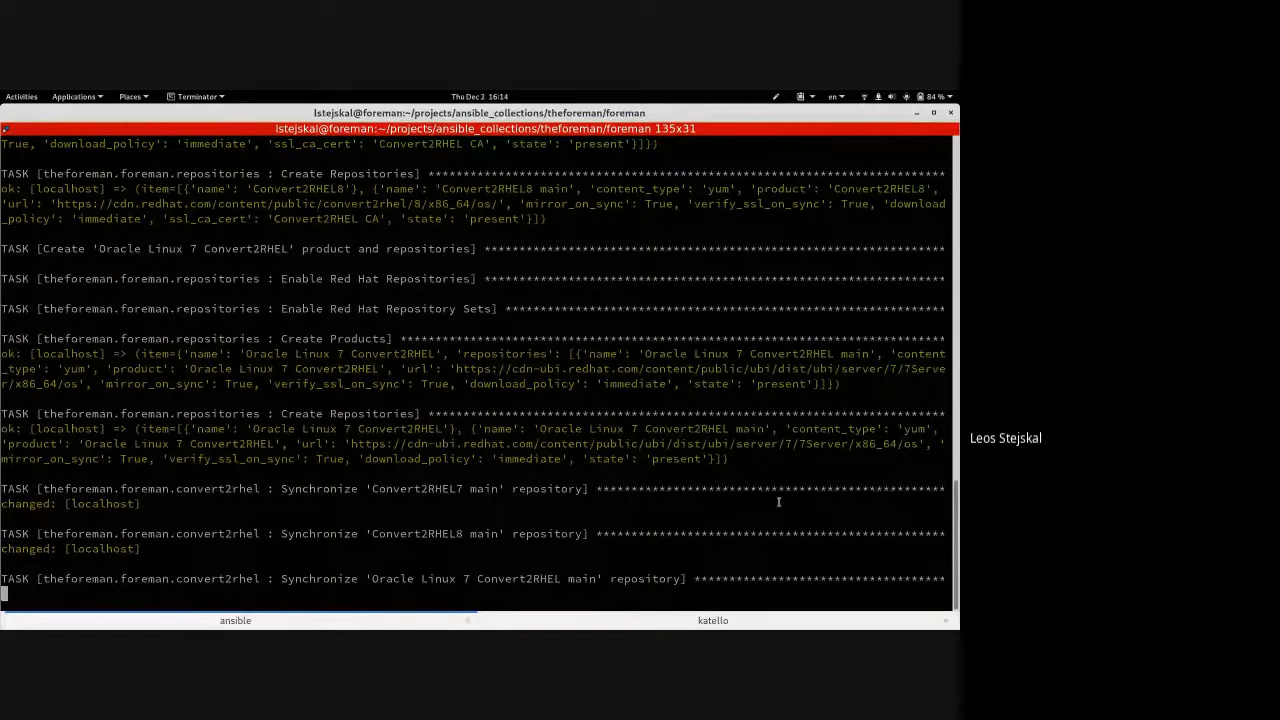 Activities Applications Places Terminator Thu Dec 2 16:14 en 84 %
lstejskal@foreman:~/projects/ansible_collections/theforeman/foreman
lstejskal@foreman:~/projects/ansible_collections/theforeman/foreman 135x31
True, 'download_policy': 'immediate', 'ssl_ca_cert': 'Convert2RHEL CA', 'state': 'present'}]})
TASK [theforeman.foreman.repositories : Create Repositories] *********************************************************************
ok: [localhost] => (item=[{'name': 'Convert2RHEL8'}, {'name': 'Convert2RHEL8 main', 'content_type': 'yum', 'product': 'Convert2RHEL8',
'url': 'https://cdn.redhat.com/content/public/convert2rhel/8/x86_64/os/', 'mirror_on_sync': True, 'verify_ssl_on_sync': True, 'download
_policy': 'immediate', 'ssl_ca_cert': 'Convert2RHEL CA', 'state': 'present'}])
TASK [Create 'Oracle Linux 7 Convert2RHEL' product and repositories] ******************************************************************
TASK [theforeman.foreman.repositories : Enable Red Hat Repositories] ******************************************************************
TASK [theforeman.foreman.repositories : Enable Red Hat Repository Sets] ***************************************************************
TASK [theforeman.foreman.repositories : Create Products] ******************************************************************************
ok: [localhost] => (item={'name': 'Oracle Linux 7 Convert2RHEL', 'repositories': [{'name': 'Oracle Linux 7 Convert2RHEL main', 'content
_type': 'yum', 'product': 'Oracle Linux 7 Convert2RHEL', 'url': 'https://cdn-ubi.redhat.com/content/public/ubi/dist/ubi/server/7/7Serve
r/x86_64/os', 'mirror_on_sync': True, 'verify_ssl_on_sync': True, 'download_policy': 'immediate', 'state': 'present'}]})
TASK [theforeman.foreman.repositories : Create Repositories] **************************************************************************
ok: [localhost] => (item=[{'name': 'Oracle Linux 7 Convert2RHEL'}, {'name': 'Oracle Linux 7 Convert2RHEL main', 'content_type': 'yum',
'product': 'Oracle Linux 7 Convert2RHEL', 'url': 'https://cdn-ubi.redhat.com/content/public/ubi/dist/ubi/server/7/7Server/x86_64/os', '
mirror_on_sync': True, 'verify_ssl_on_sync': True, 'download_policy': 'immediate', 'state': 'present'}])
TASK [theforeman.foreman.convert2rhel : Synchronize 'Convert2RHEL7 main' repository] **************************************************
changed: [localhost]
TASK [theforeman.foreman.convert2rhel : Synchronize 'Convert2RHEL8 main' repository] **************************************************
changed: [localhost]
TASK [theforeman.foreman.convert2rhel : Synchronize 'Oracle Linux 7 Convert2RHEL main' repository] ************************************
ansible katello
Leos Stejskal